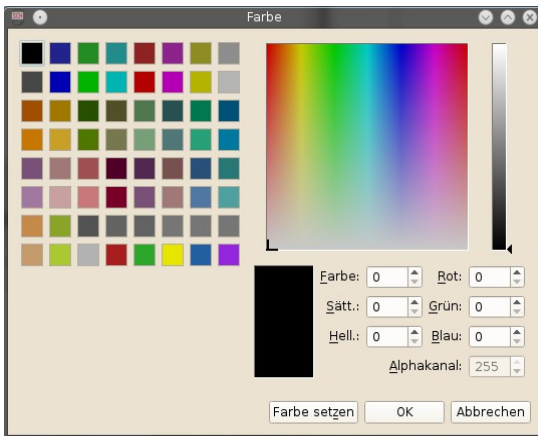 Farbe
Farbe: 0 Rot: 0
Sätt.: 0 Grün: 0
Hell.: 0 Blau: 0
Alphakanal: 255
Farbe setzen OK Abbrechen